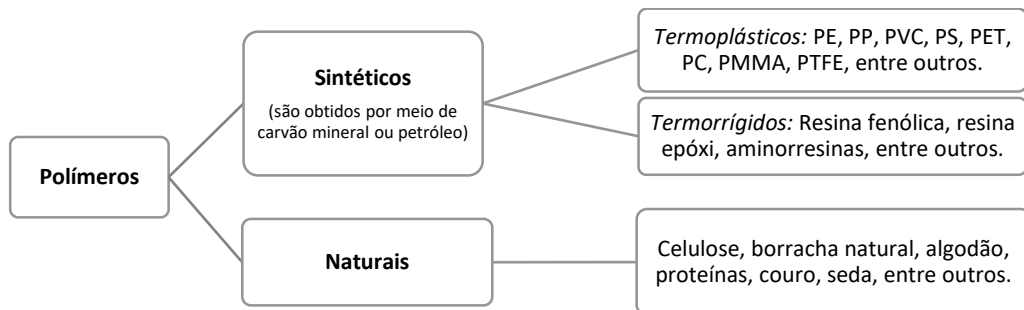 Polímeros
Sintéticos
(são obtidos por meio de
carvão mineral ou petróleo)
Termoplásticos: PE, PP, PVC, PS, PET,
PC, PMMA, PTFE, entre outros.
Termorrígidos: Resina fenólica, resina
epóxi, aminorresinas, entre outros.
Naturais
Celulose, borracha natural, algodão,
proteínas, couro, seda, entre outros.